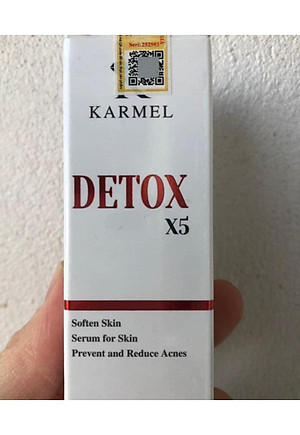 KARMEL
DETOX
X5
Soften Skin
Serum for Skin
Prevent and Reduce Acnes